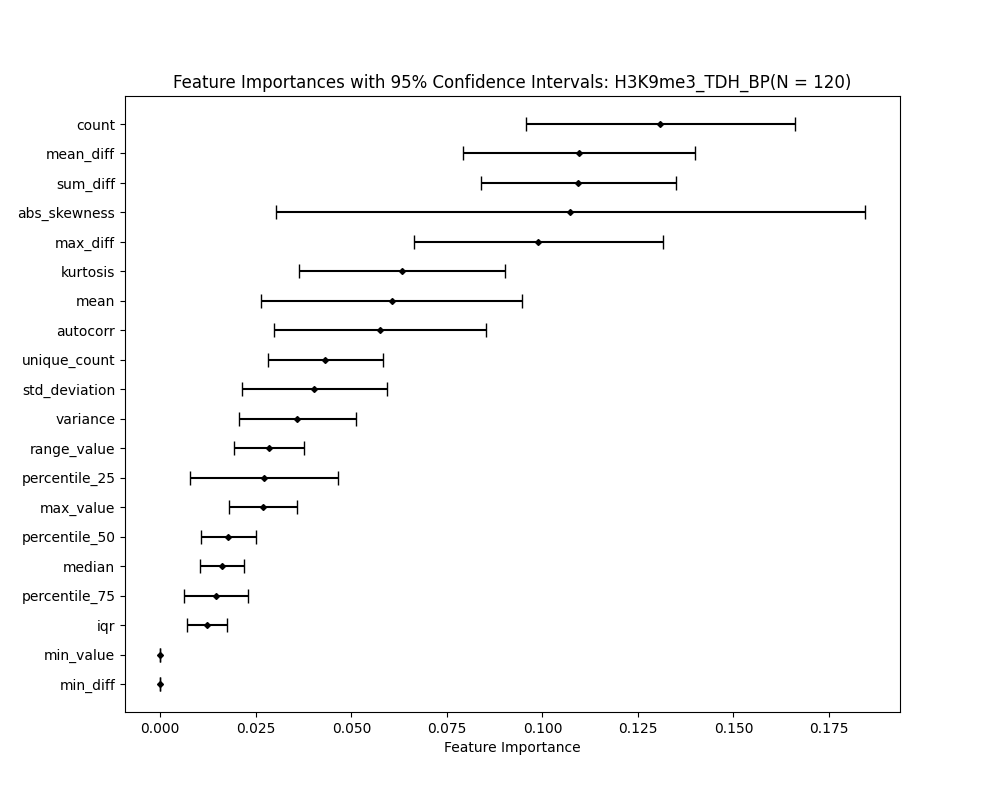 Feature Importances with 95% Confidence Intervals: H3K9me3_TDH_BP(N = 120)
count
mean_diff
sum_diff
abs_skewness
max_diff
kurtosis
mean
autocorr
unique_count
std_deviation
variance
range_value
percentile_25
max_value
percentile_50
median
percentile_75
iqr
min_value
min_diff
0.000 0.025 0.050 0.075 0.100 0.125 0.150 0.175
Feature Importance